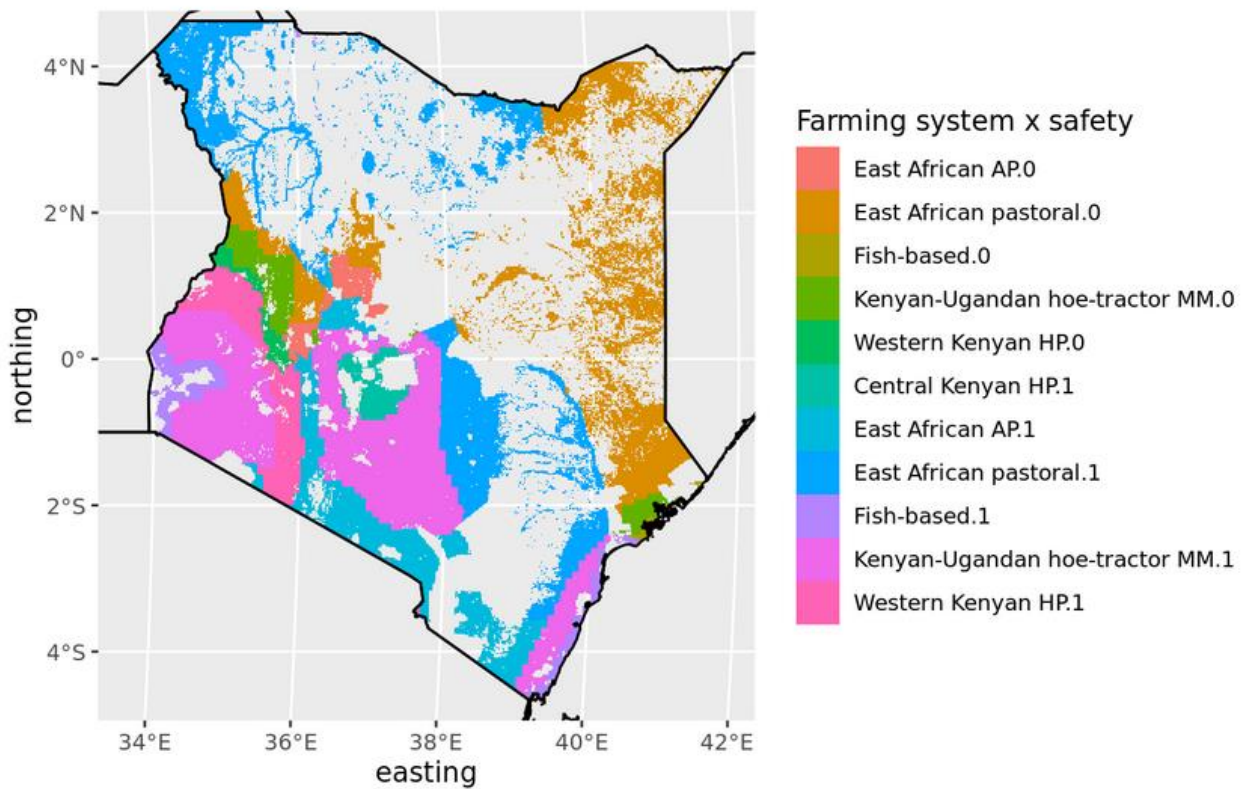 4°N
2°N
0°
2°S
4°S
northing
34°E
36°E
38°E
40°E
42°E
easting
Farming system x safety
East African AP.0
East African pastoral.0
Fish-based.0
Kenyan-Ugandan hoe-tractor MM.0
Western Kenyan HP.0
Central Kenyan HP.1
East African AP.1
East African pastoral.1
Fish-based.1
Kenyan-Ugandan hoe-tractor MM.1
Western Kenyan HP.1